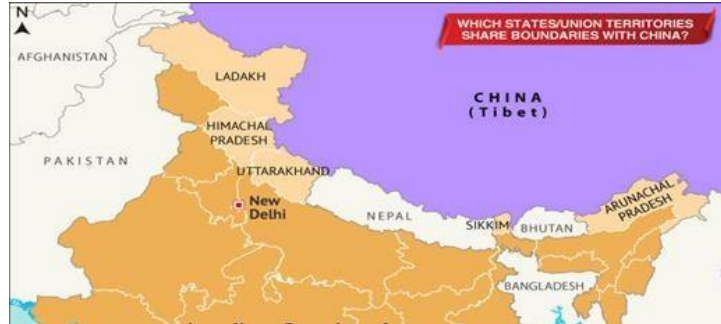 N
WHICH STATES/UNION TERRITORIES
SHARE BOUNDARIES WITH CHINA?
AFGHANISTAN
LADAKH
CHINA
(Tibet)
HIMACHAL
PRADESH
PAKISTAN
UTTARAKHAND
New
Delhi
NEPAL
SIKKIM
BHUTAN
ARUNACHAL
PRADESH
BANGLADESH